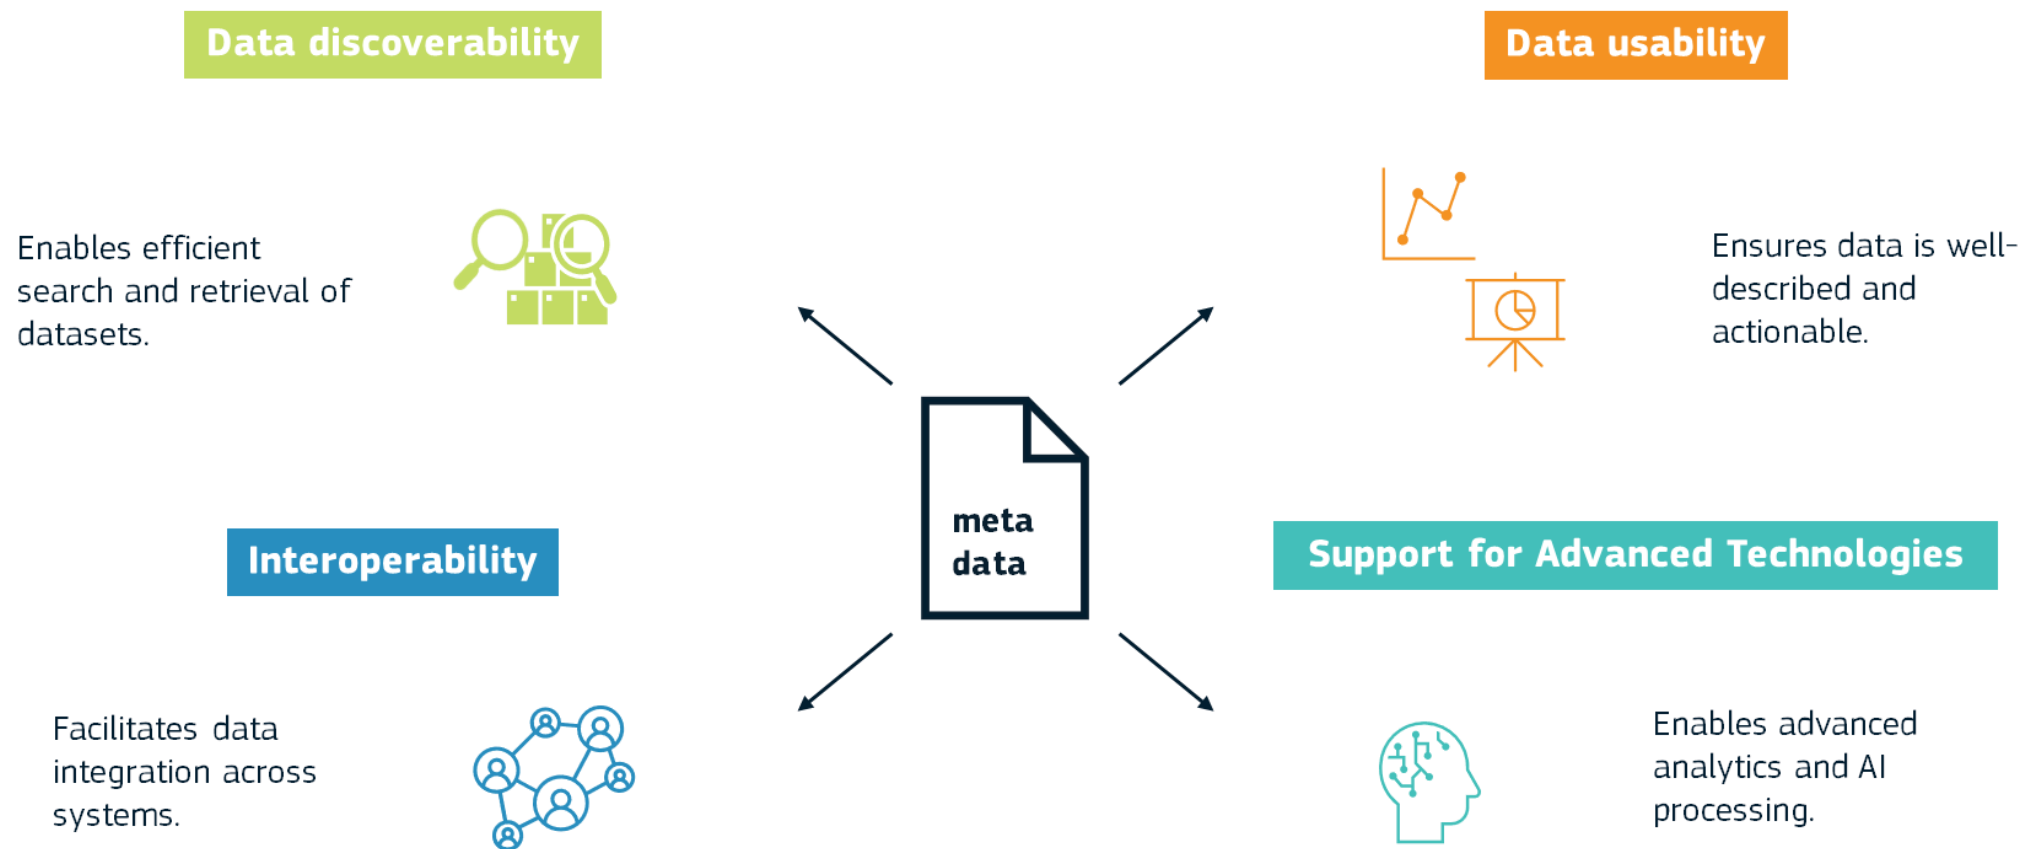 Data discoverability
Enables efficient
search and retrieval of
datasets.
Data usability
Ensures data is well-
described and
actionable.
meta
data
Interoperability
Facilitates data
integration across
systems.
Support for Advanced Technologies
Enables advanced
analytics and AI
processing.